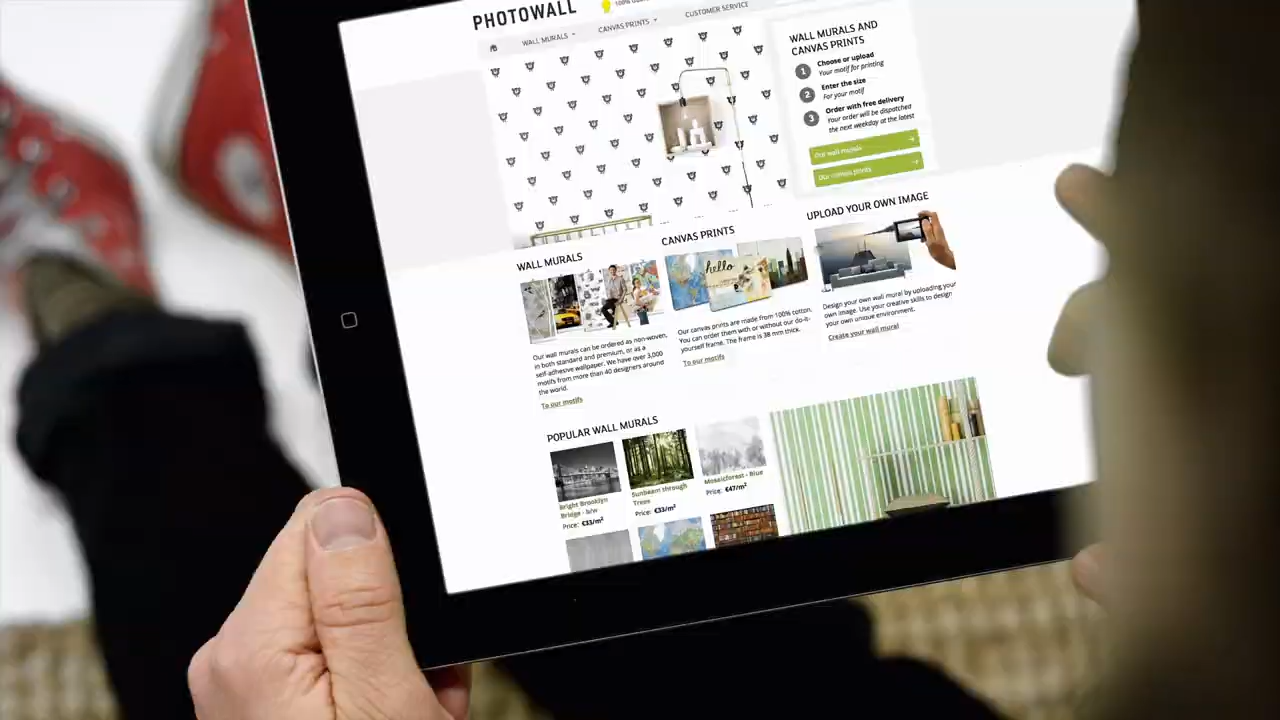 PHOTOWALL
100%
WALL MURALS
CANVAS PRINTS
CUSTOMER SERVICE
WALL MURALS AND
CANVAS PRINTS
1 Choose or upload
Your motif for printing
2 Enter the size
For your motif
3 Order with free delivery
Your order will be dispatched
the next weekday at the latest
Our wall murals
Our canvas prints
WALL MURALS
Our wall murals can be ordered as non-woven,
in both standard and premium, or as a
self-adhesive wallpaper. We have over 3,000
motifs from more than 40 designers around
the world.
To our motifs
CANVAS PRINTS
hello
Our canvas prints are made from 100% cotton.
You can order them with or without our do-it-
yourself frame. The frame is 38 mm thick.
To our motifs
UPLOAD YOUR OWN IMAGE
Design your own wall mural by uploading your
own image. Use your creative skills to design
your own unique environment.
Create your wall mural
POPULAR WALL MURALS
Bright Brooklyn
Bridge - b/w
Price: €33/m²
Sunbeam through
Trees
Price: €33/m²
Mosaicforest - Blue
Price: €47/m²